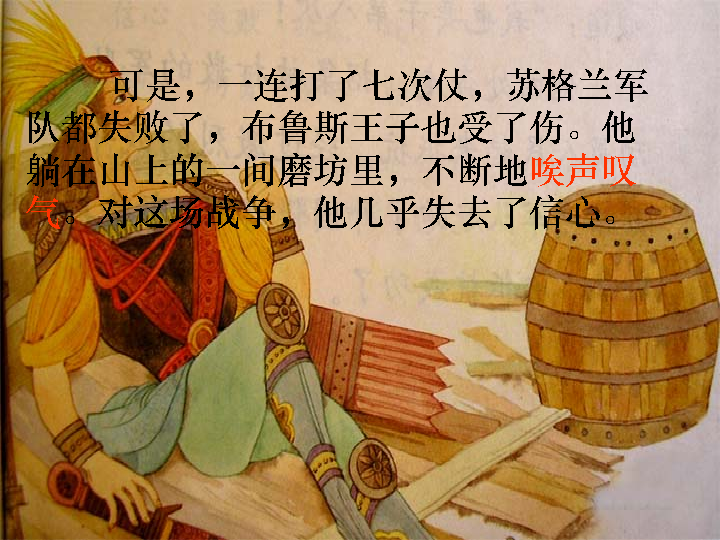 可是，一连打了七次仗，苏格兰军
队都失败了，布鲁斯王子也受了伤。他
躺在山上的一间磨坊里，不断地唉声叹
气。对这场战争，他几乎失去了信心。